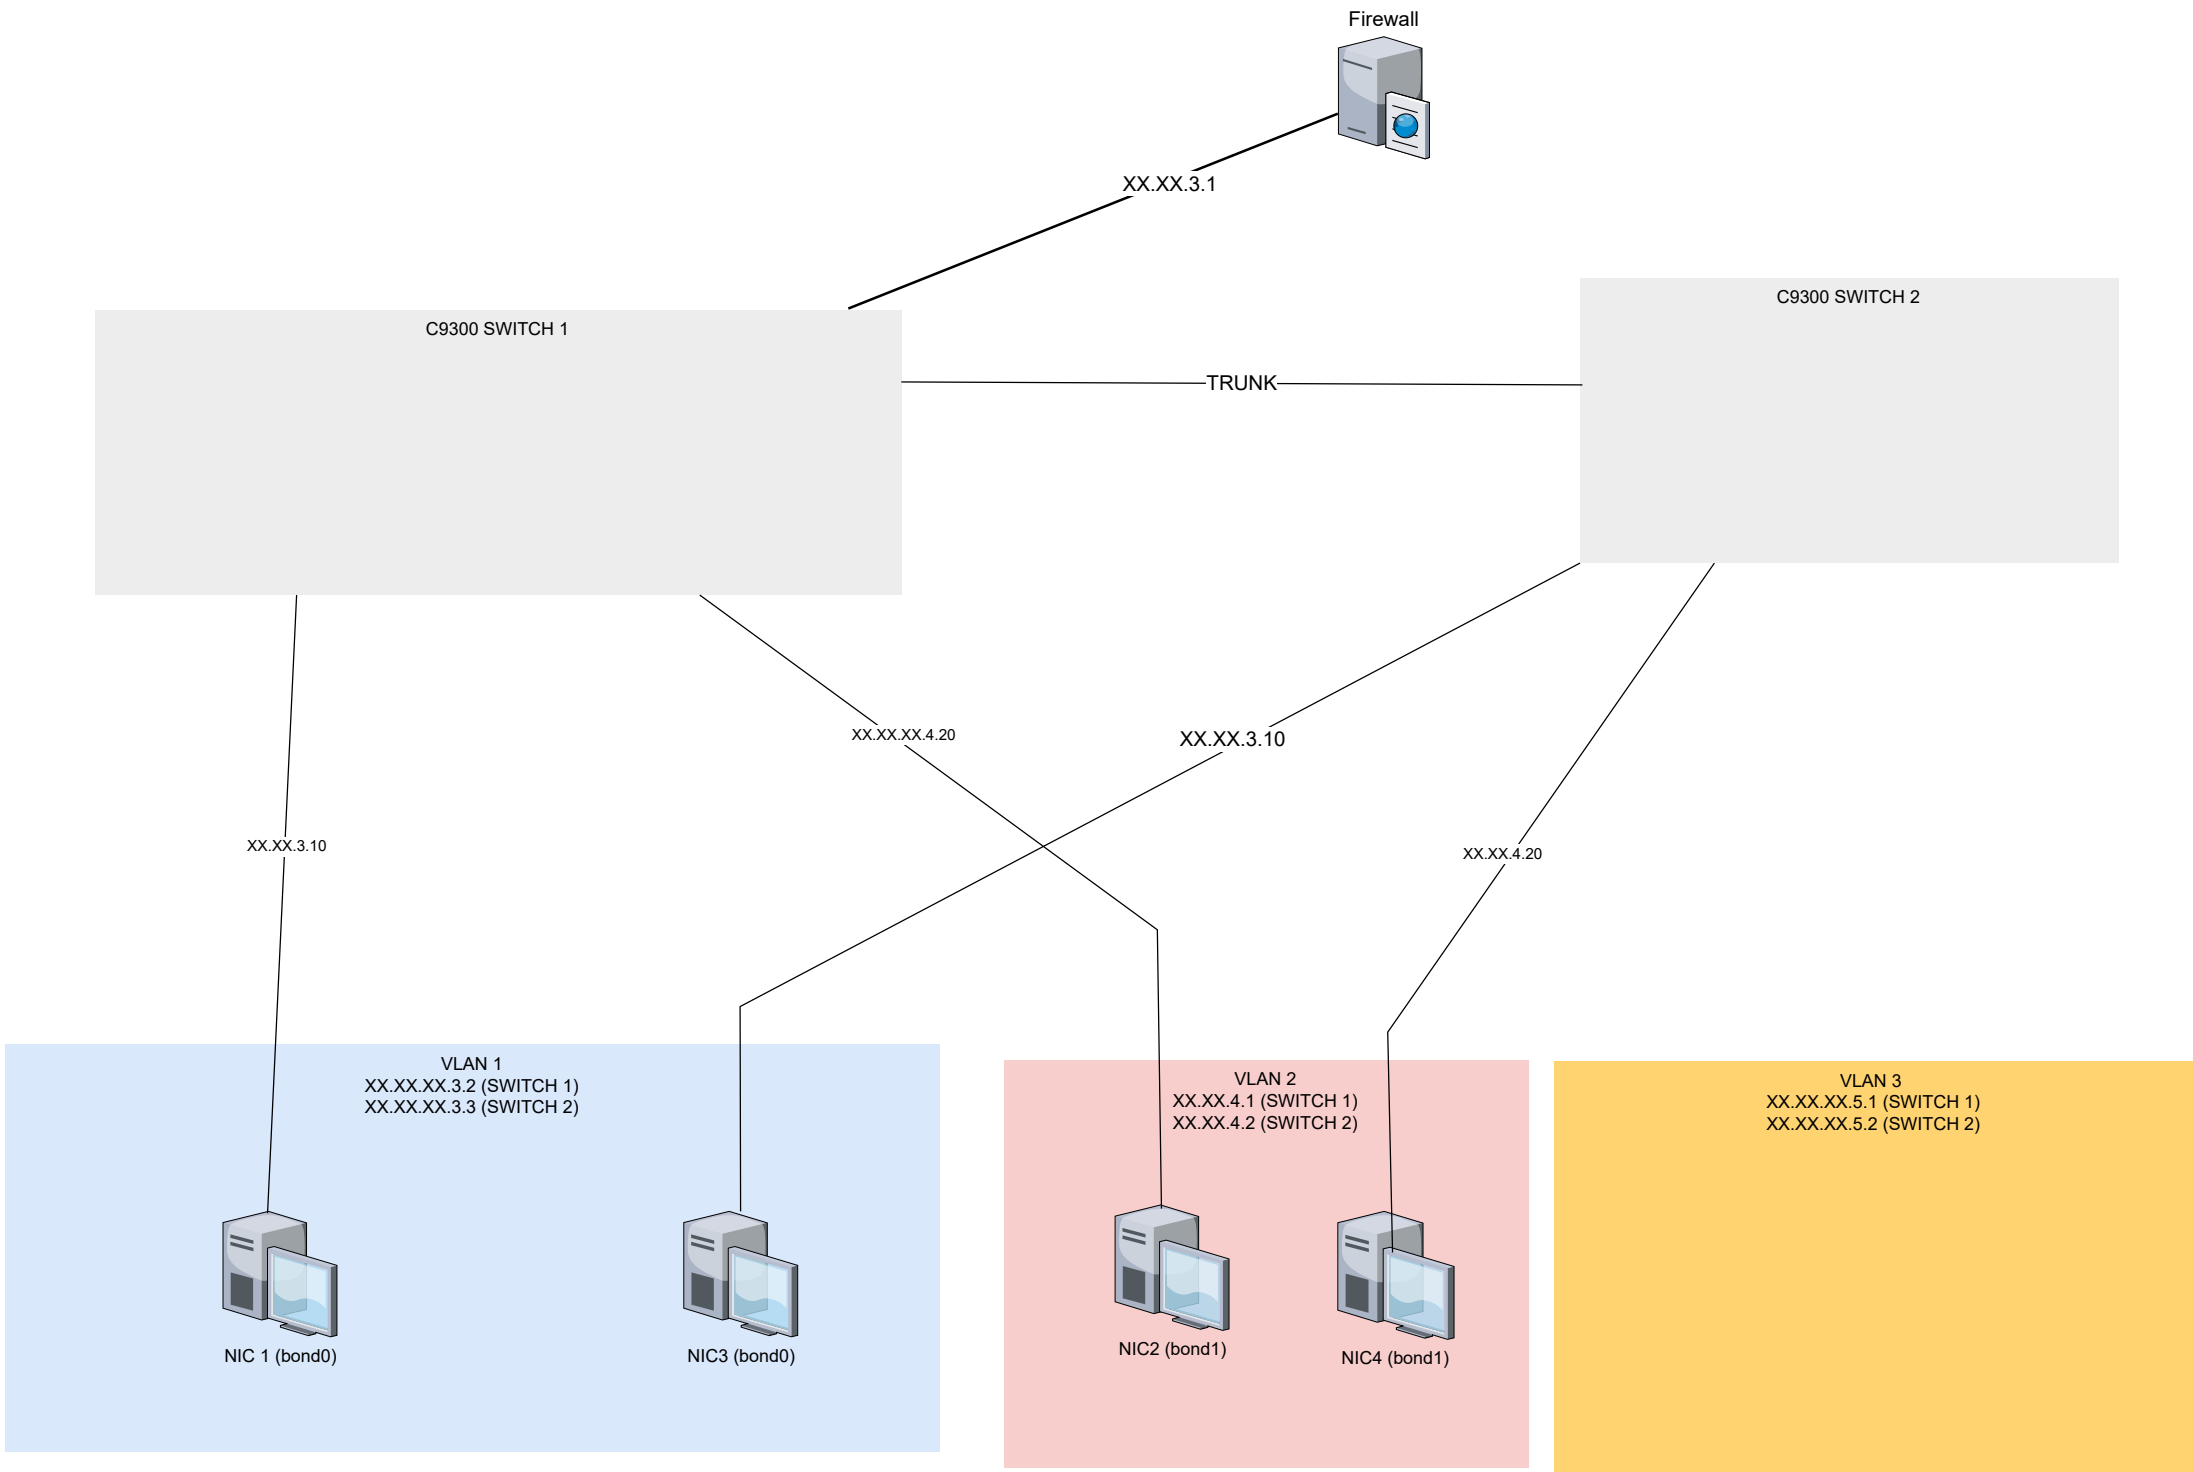 Firewall
XX.XX.3.1
C9300 SWITCH 1
C9300 SWITCH 2
TRUNK
XX.XX.XX.4.20
XX.XX.3.10
XX.XX.3.10
XX.XX.4.20
VLAN 1
XX.XX.XX.3.2 (SWITCH 1)
XX.XX.XX.3.3 (SWITCH 2)
VLAN 2
XX.XX.4.1 (SWITCH 1)
XX.XX.4.2 (SWITCH 2)
VLAN 3
XX.XX.XX.5.1 (SWITCH 1)
XX.XX.XX.5.2 (SWITCH 2)
NIC 1 (bond0)
NIC3 (bond0)
NIC2 (bond1)
NIC4 (bond1)